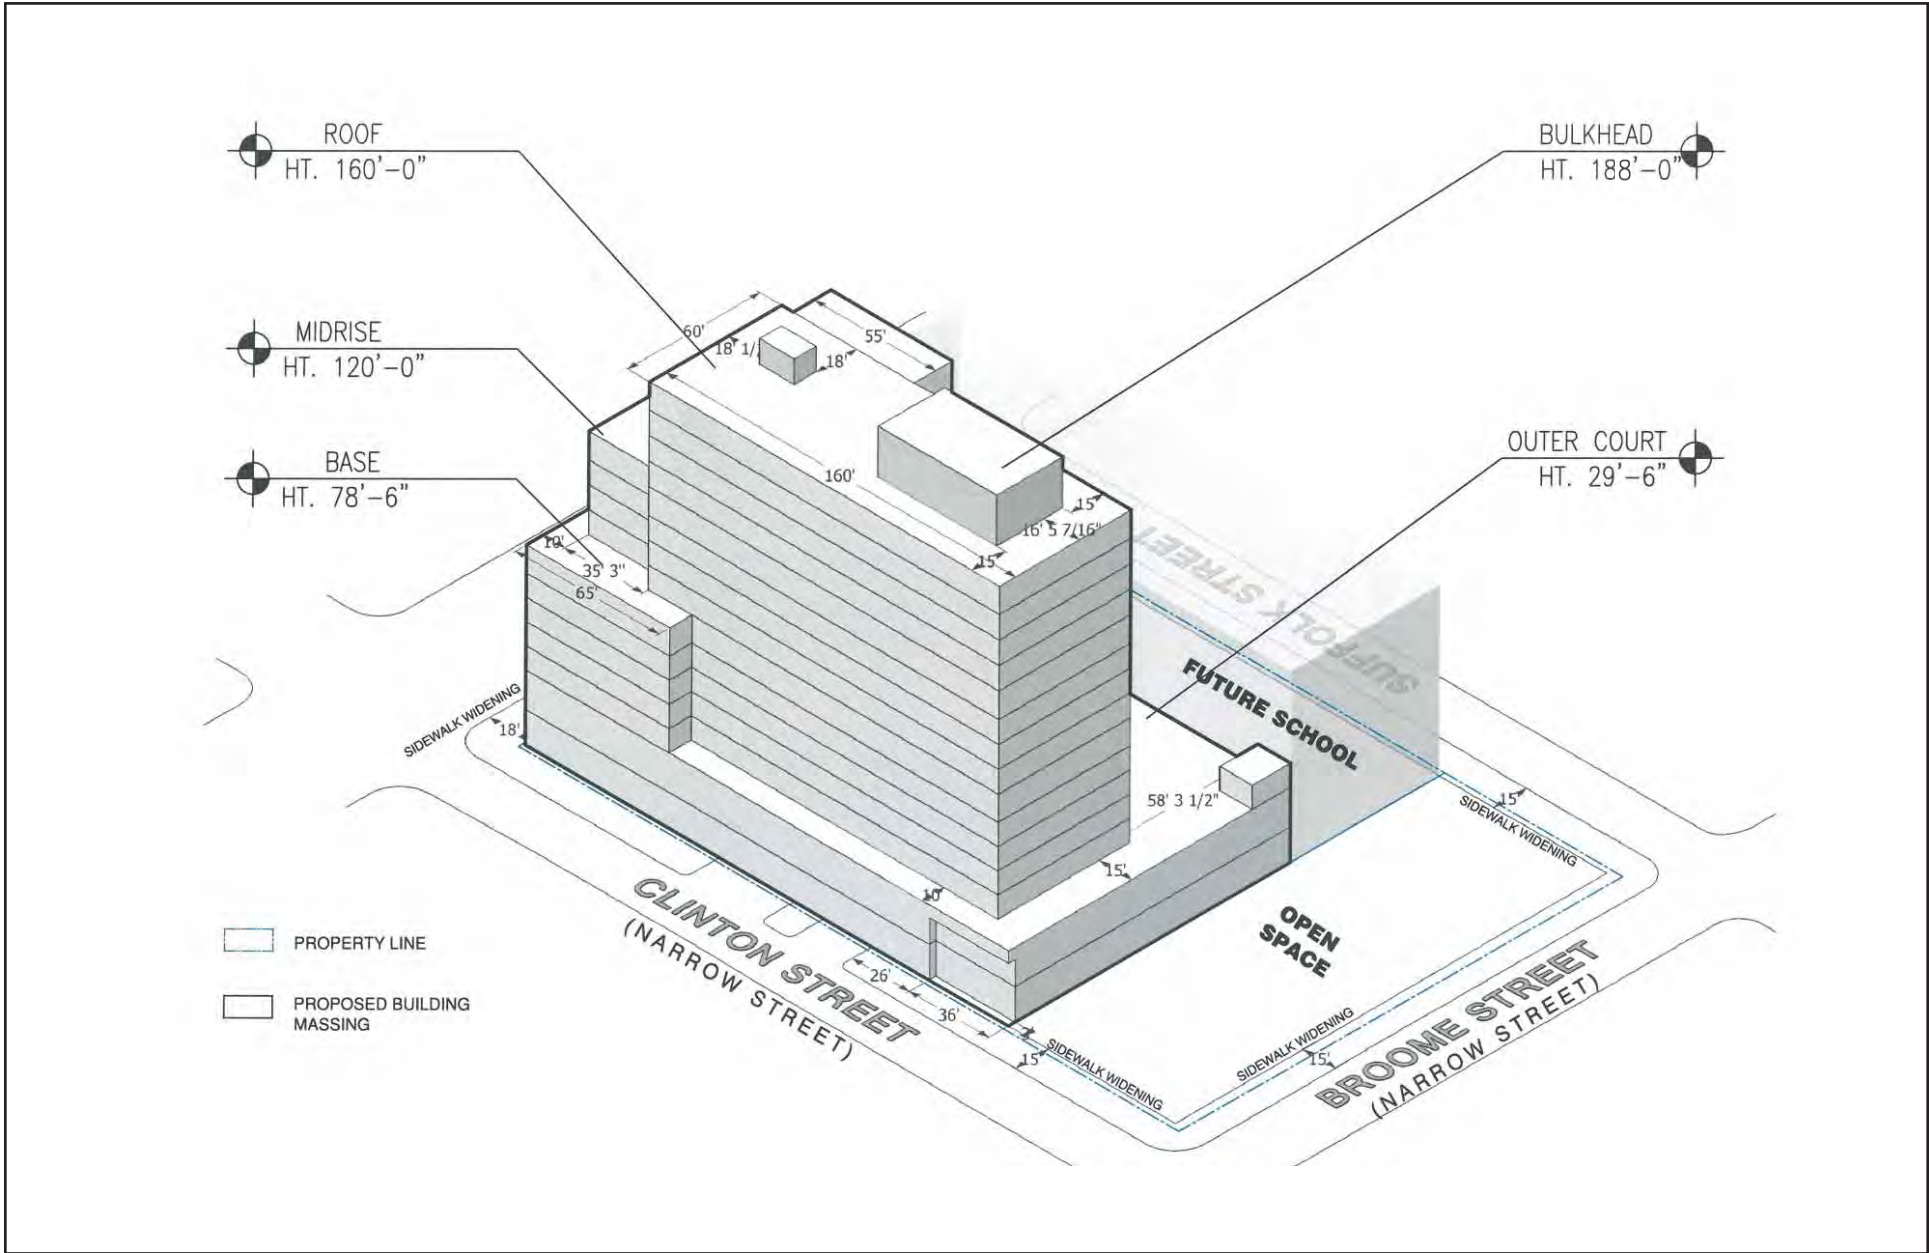 ROOF
HT. 160'-0"
BULKHEAD
HT. 188'-0"
MIDRISE
HT. 120'-0"
BASE
HT. 78'-6"
OUTER COURT
HT. 29'-6"
60'
18' 1/
18'
55'
160'
15'
16' 5 7/16"
15'
10'
35' 3"
65'
SUFFOLK STREET
FUTURE SCHOOL
SIDEWALK WIDENING
18'
58' 3 1/2"
15'
SIDEWALK WIDENING
15'
10'
OPEN
SPACE
CLINTON STREET
(NARROW STREET)
26'
36'
15'
SIDEWALK WIDENING
SIDEWALK WIDENING
15'
BROOME STREET
(NARROW STREET)
PROPERTY LINE
PROPOSED BUILDING
MASSING